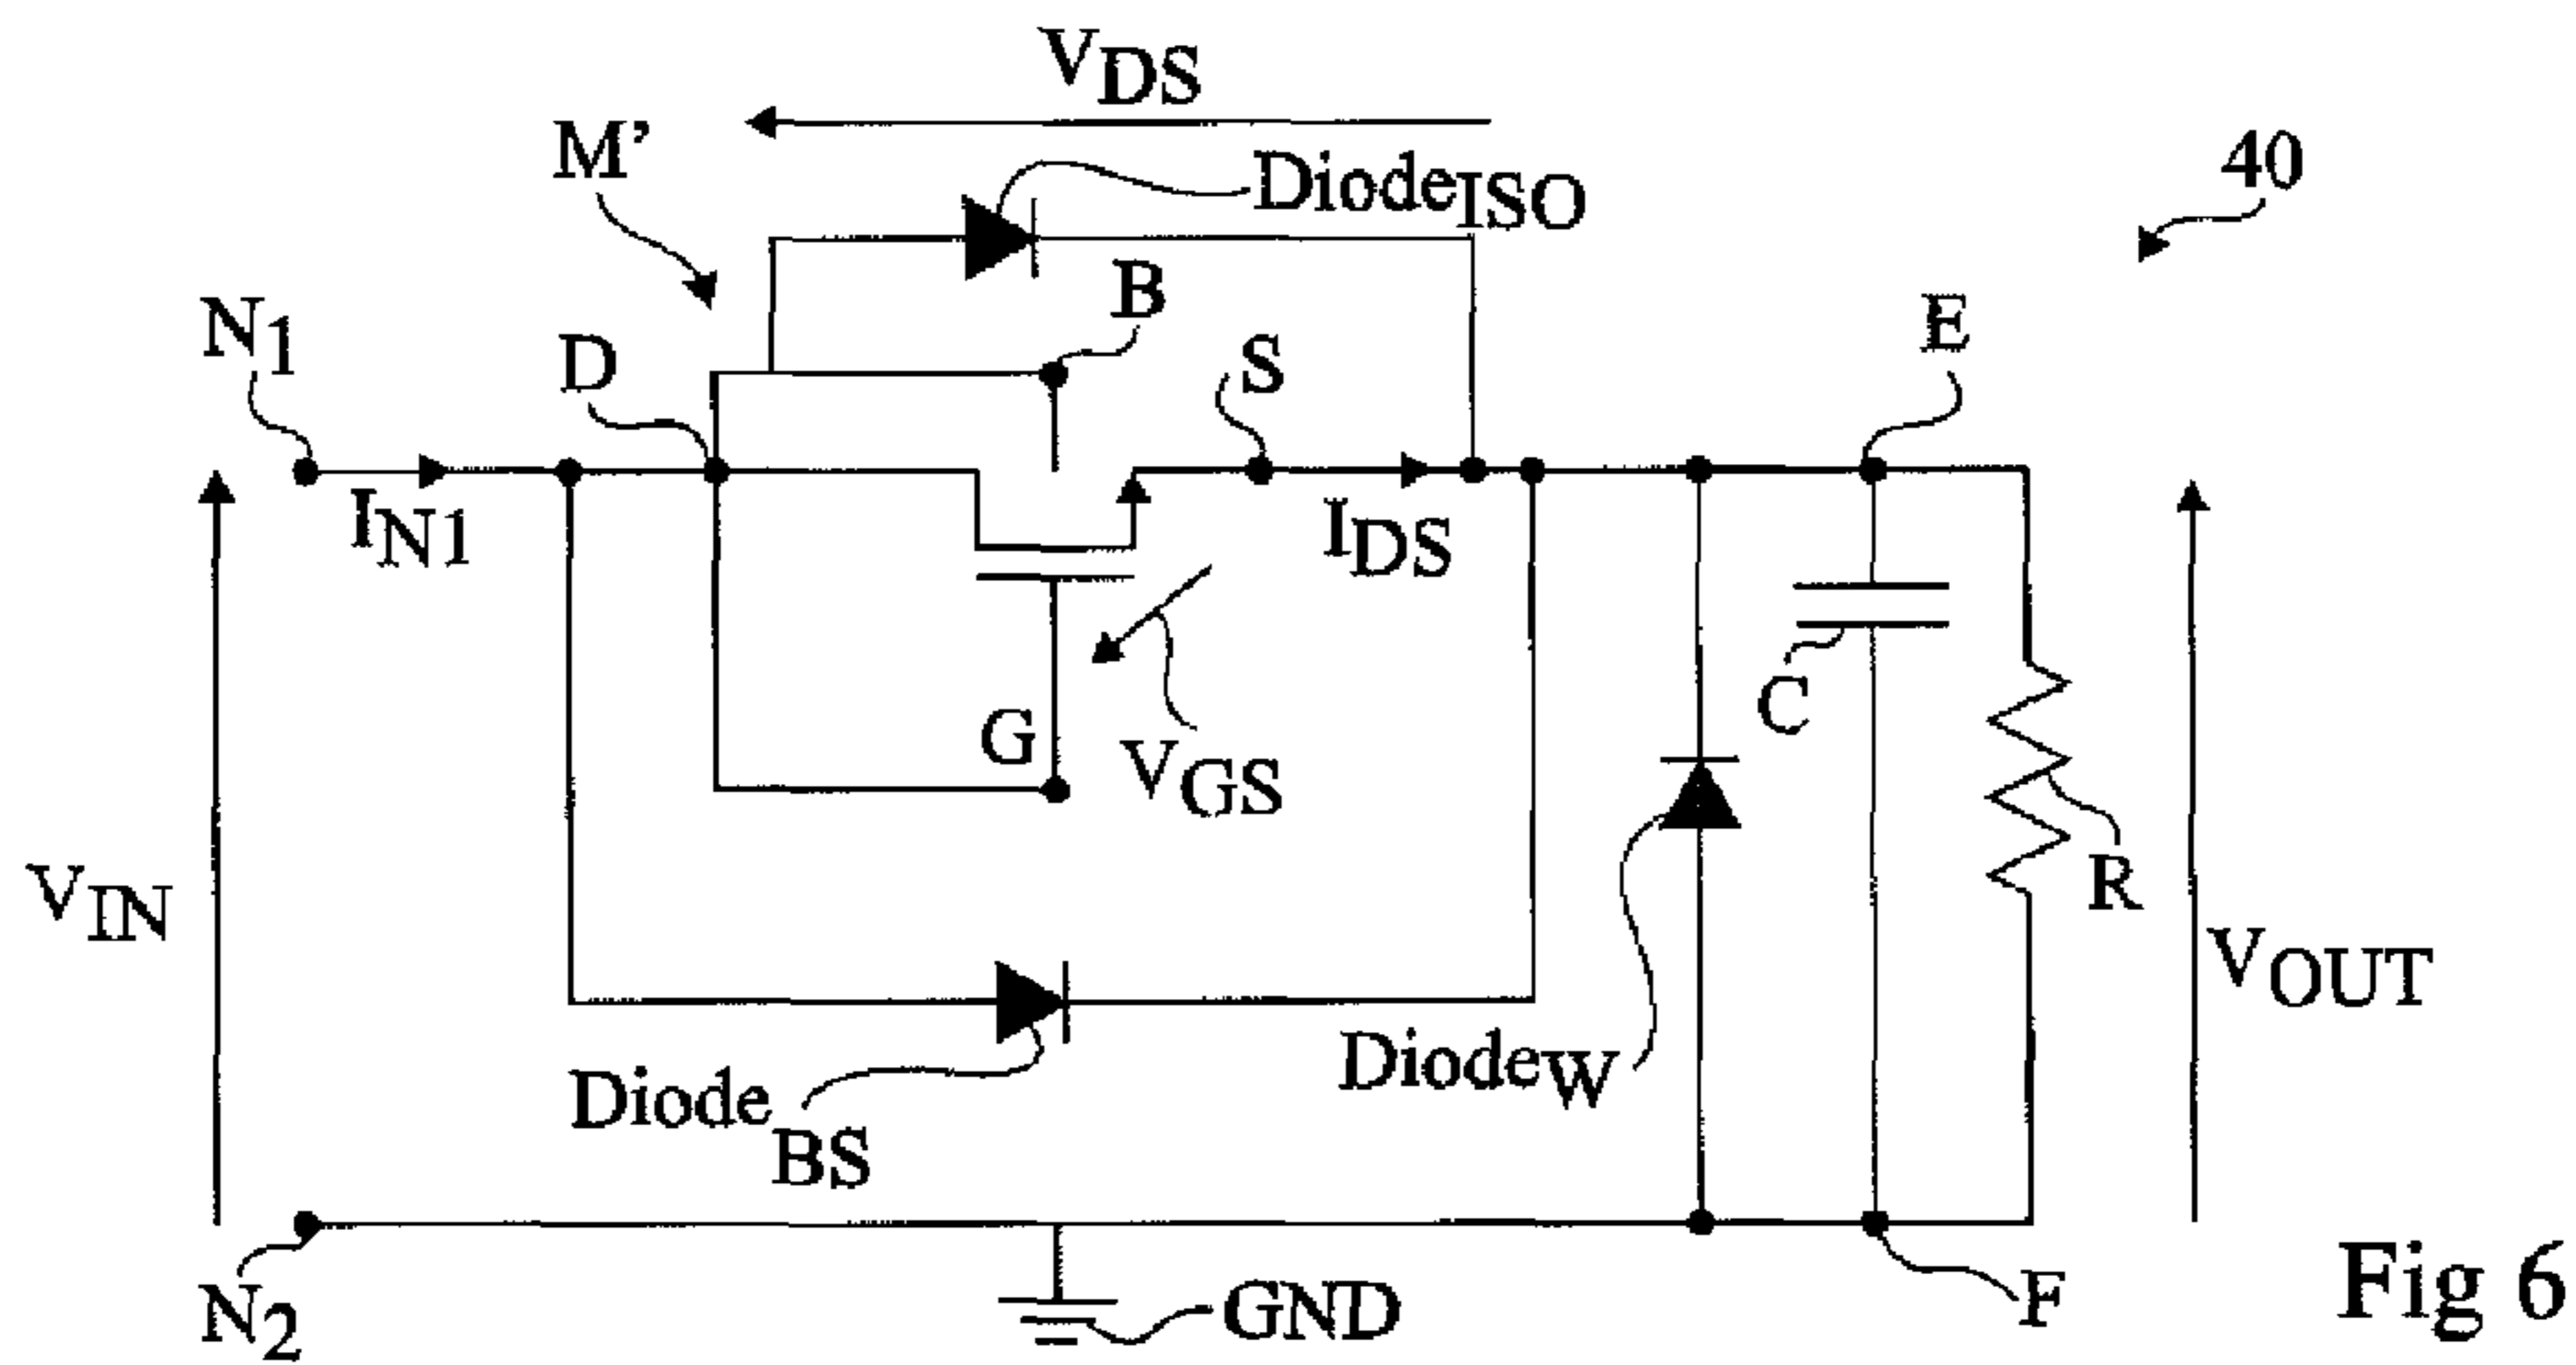 VDS
M’
DiodeISO
40
B
N1
D
S
E
IN1
IDS
G
VGS
C
R
VIN
VOUT
DiodeW
DiodeBS
N2
GND
F
Fig 6